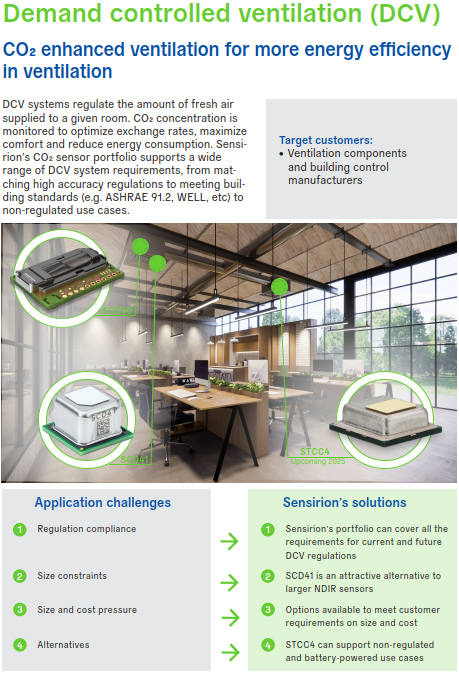 Demand controlled ventilation (DCV)
CO₂ enhanced ventilation for more energy efficiency
in ventilation
DCV systems regulate the amount of fresh air
supplied to a given room. CO₂ concentration is
monitored to optimize exchange rates, maximize
comfort and reduce energy consumption. Sensi-
rion's CO₂ sensor portfolio supports a wide
range of DCV system requirements, from mat-
ching high accuracy regulations to meeting buil-
ding standards (e.g. ASHRAE 91.2, WELL, etc) to
non-regulated use cases.
Target customers:
• Ventilation components
and building control
manufacturers
SCD4
SCD41
STCC4
Upcoming 2025
Application challenges
1 Regulation compliance
2 Size constraints
3 Size and cost pressure
4 Alternatives
Sensirion's solutions
1 Sensirion's portfolio can cover all the
requirements for current and future
DCV regulations
2 SCD41 is an attractive alternative to
larger NDIR sensors
3 Options available to meet customer
requirements on size and cost
4 STCC4 can support non-regulated
and battery-powered use cases